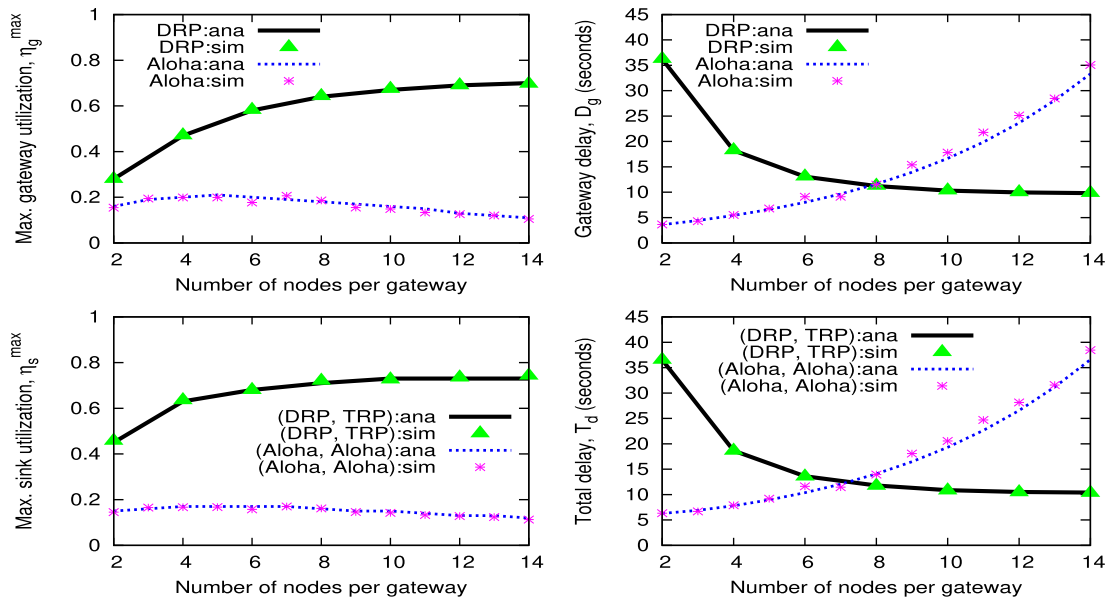 Max. gateway utilization, η_g^max
1
0.8
0.6
0.4
0.2
0
DRP:ana
DRP:sim
Aloha:ana
Aloha:sim
2 4 6 8 10 12 14
Number of nodes per gateway
Gateway delay, D_g (seconds)
45
40
35
30
25
20
15
10
5
0
DRP:ana
DRP:sim
Aloha:ana
Aloha:sim
2 4 6 8 10 12 14
Number of nodes per gateway
Max. sink utilization, η_s^max
1
0.8
0.6
0.4
0.2
0
(DRP, TRP):ana
(DRP, TRP):sim
(Aloha, Aloha):ana
(Aloha, Aloha):sim
2 4 6 8 10 12 14
Number of nodes per gateway
Total delay, T_d (seconds)
45
40
35
30
25
20
15
10
5
0
(DRP, TRP):ana
(DRP, TRP):sim
(Aloha, Aloha):ana
(Aloha, Aloha):sim
2 4 6 8 10 12 14
Number of nodes per gateway